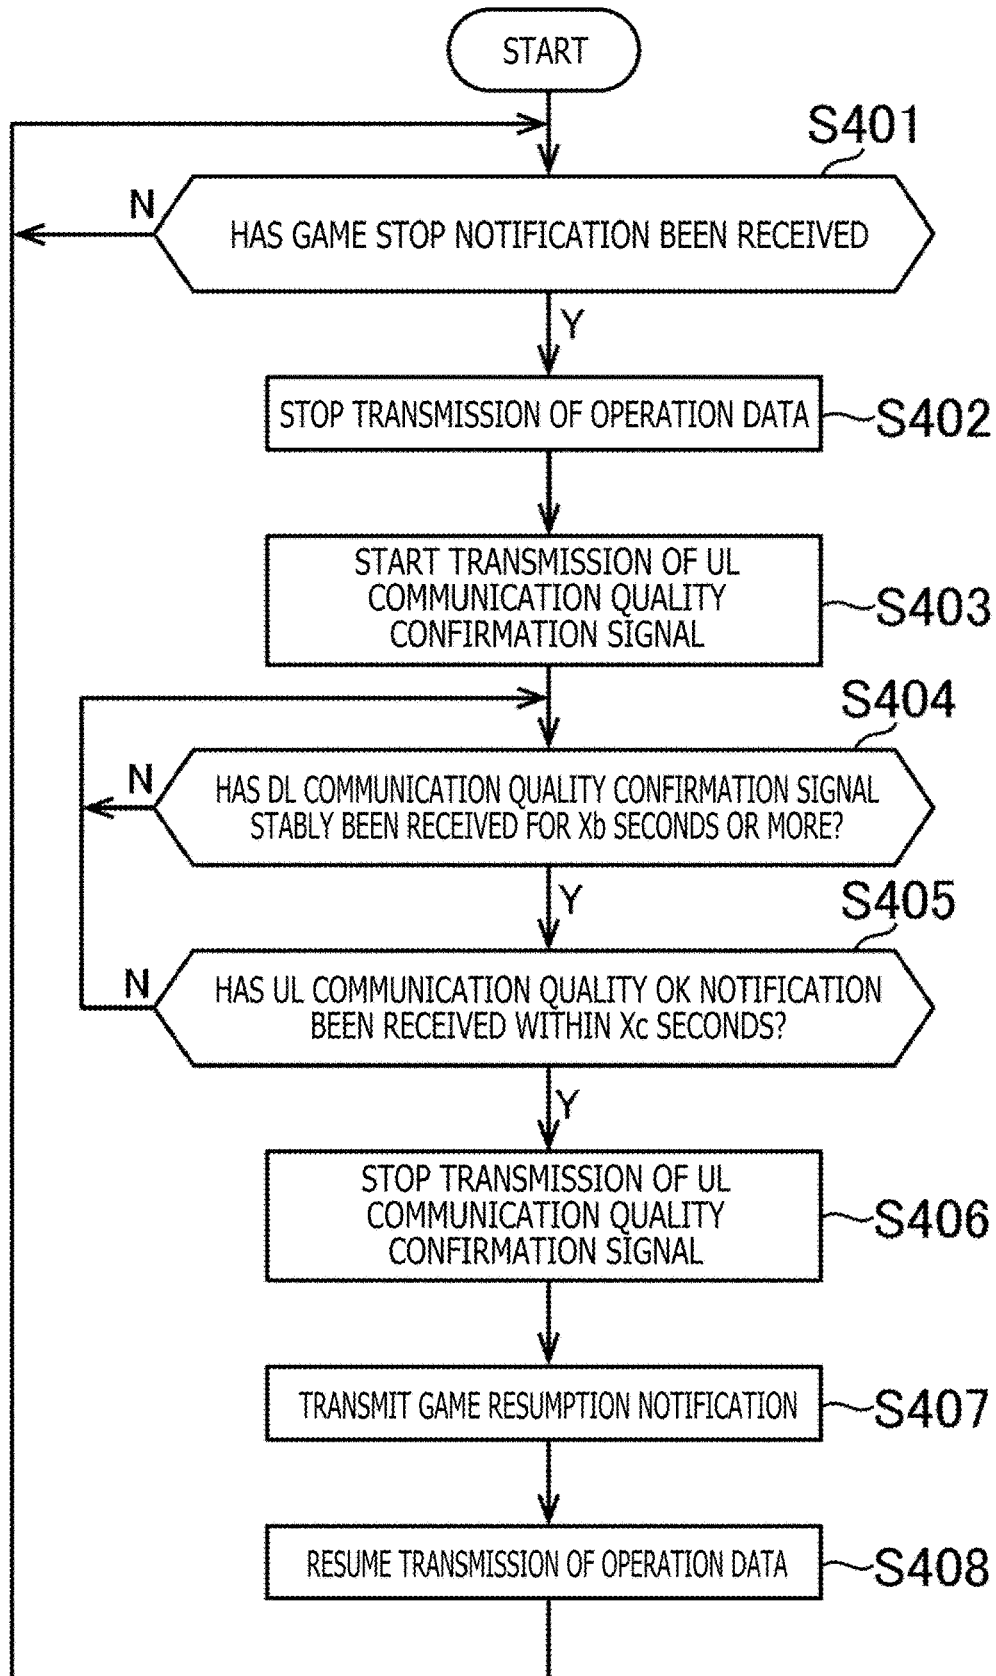 START
S401
N
HAS GAME STOP NOTIFICATION BEEN RECEIVED
Y
STOP TRANSMISSION OF OPERATION DATA
S402
START TRANSMISSION OF UL
COMMUNICATION QUALITY
CONFIRMATION SIGNAL
S403
S404
N
HAS DL COMMUNICATION QUALITY CONFIRMATION SIGNAL
STABLY BEEN RECEIVED FOR Xb SECONDS OR MORE?
Y
S405
N
HAS UL COMMUNICATION QUALITY OK NOTIFICATION
BEEN RECEIVED WITHIN Xc SECONDS?
Y
STOP TRANSMISSION OF UL
COMMUNICATION QUALITY
CONFIRMATION SIGNAL
S406
TRANSMIT GAME RESUMPTION NOTIFICATION
S407
RESUME TRANSMISSION OF OPERATION DATA
S408